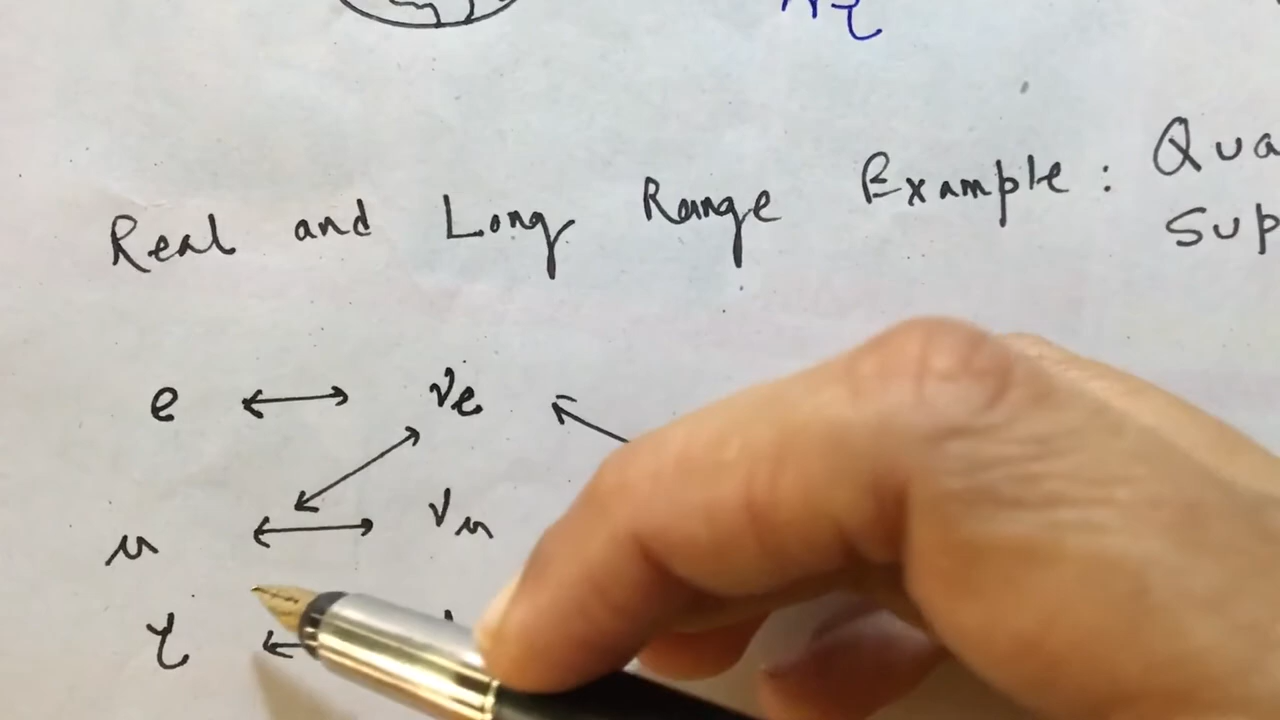 Real and Long Range Example: Qua
Sup
e ↔ νe
μ ↔ νμ
τ ←